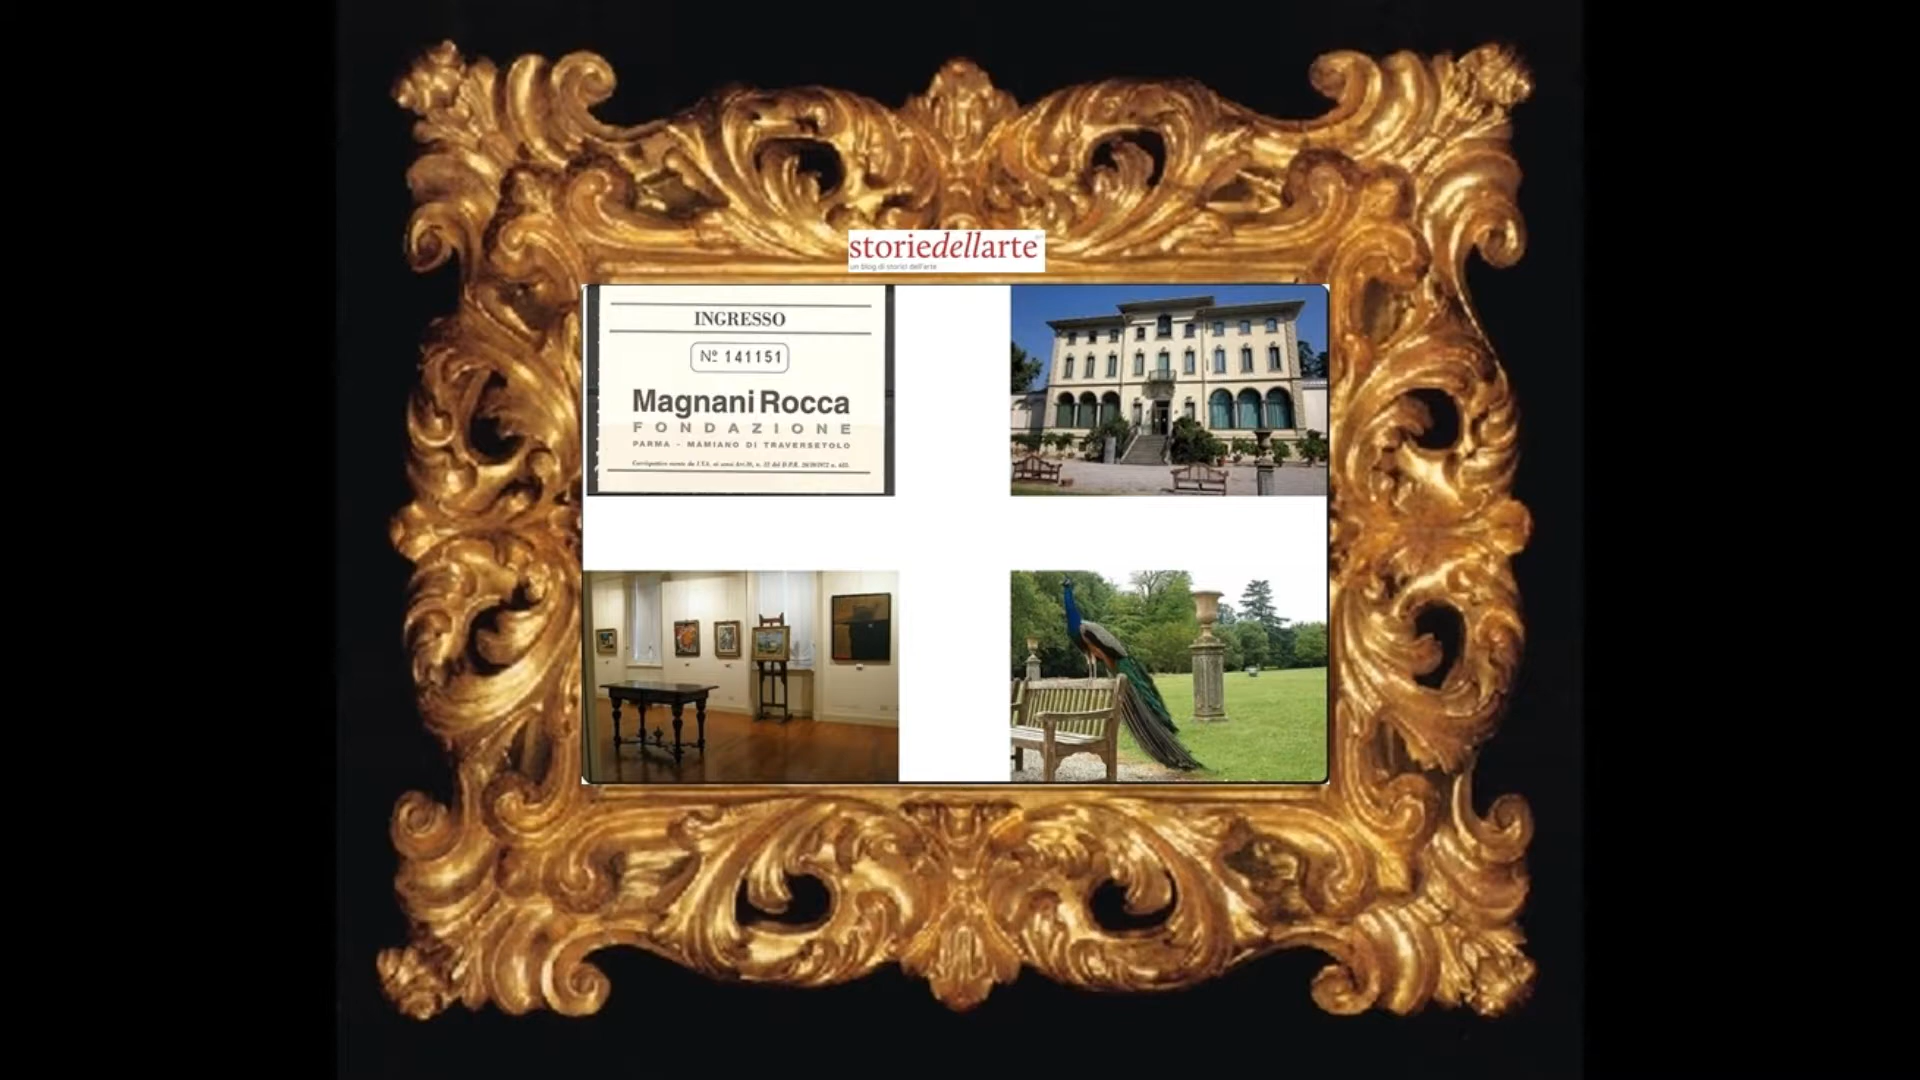 storiedellarte
un blog di storici dell'arte
INGRESSO
Nº 141151
Magnani Rocca
FONDAZIONE
PARMA - MAMIANO DI TRAVERSETOLO